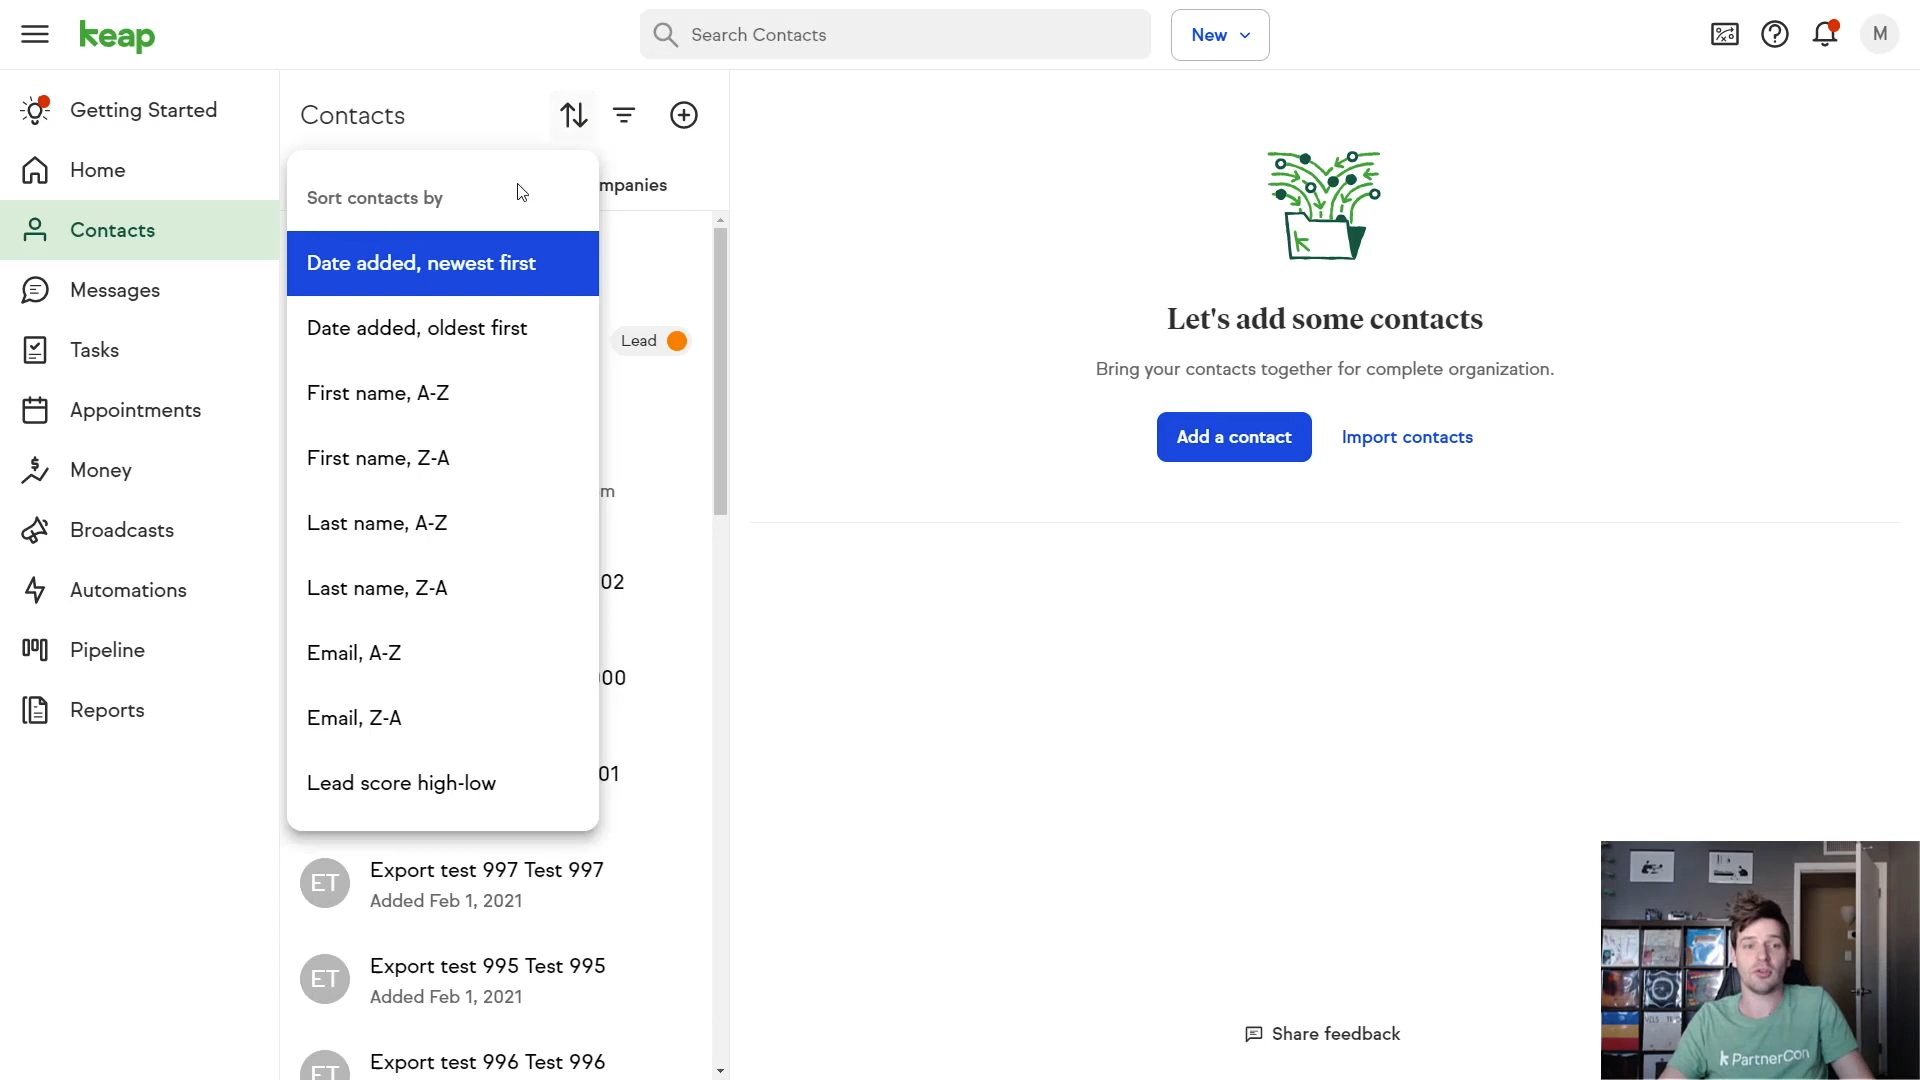 keap
Search Contacts
New
M
Getting Started
Home
Contacts
Messages
Tasks
Appointments
Money
Broadcasts
Automations
Pipeline
Reports
Contacts
mpanies
Sort contacts by
Date added, newest first
Date added, oldest first
First name, A-Z
First name, Z-A
Last name, A-Z
Last name, Z-A
Email, A-Z
Email, Z-A
Lead score high-low
Lead
m
02
00
01
ET
Export test 997 Test 997
Added Feb 1, 2021
ET
Export test 995 Test 995
Added Feb 1, 2021
ET
Export test 996 Test 996
Let's add some contacts
Bring your contacts together for complete organization.
Add a contact
Import contacts
Share feedback
PartnerCon